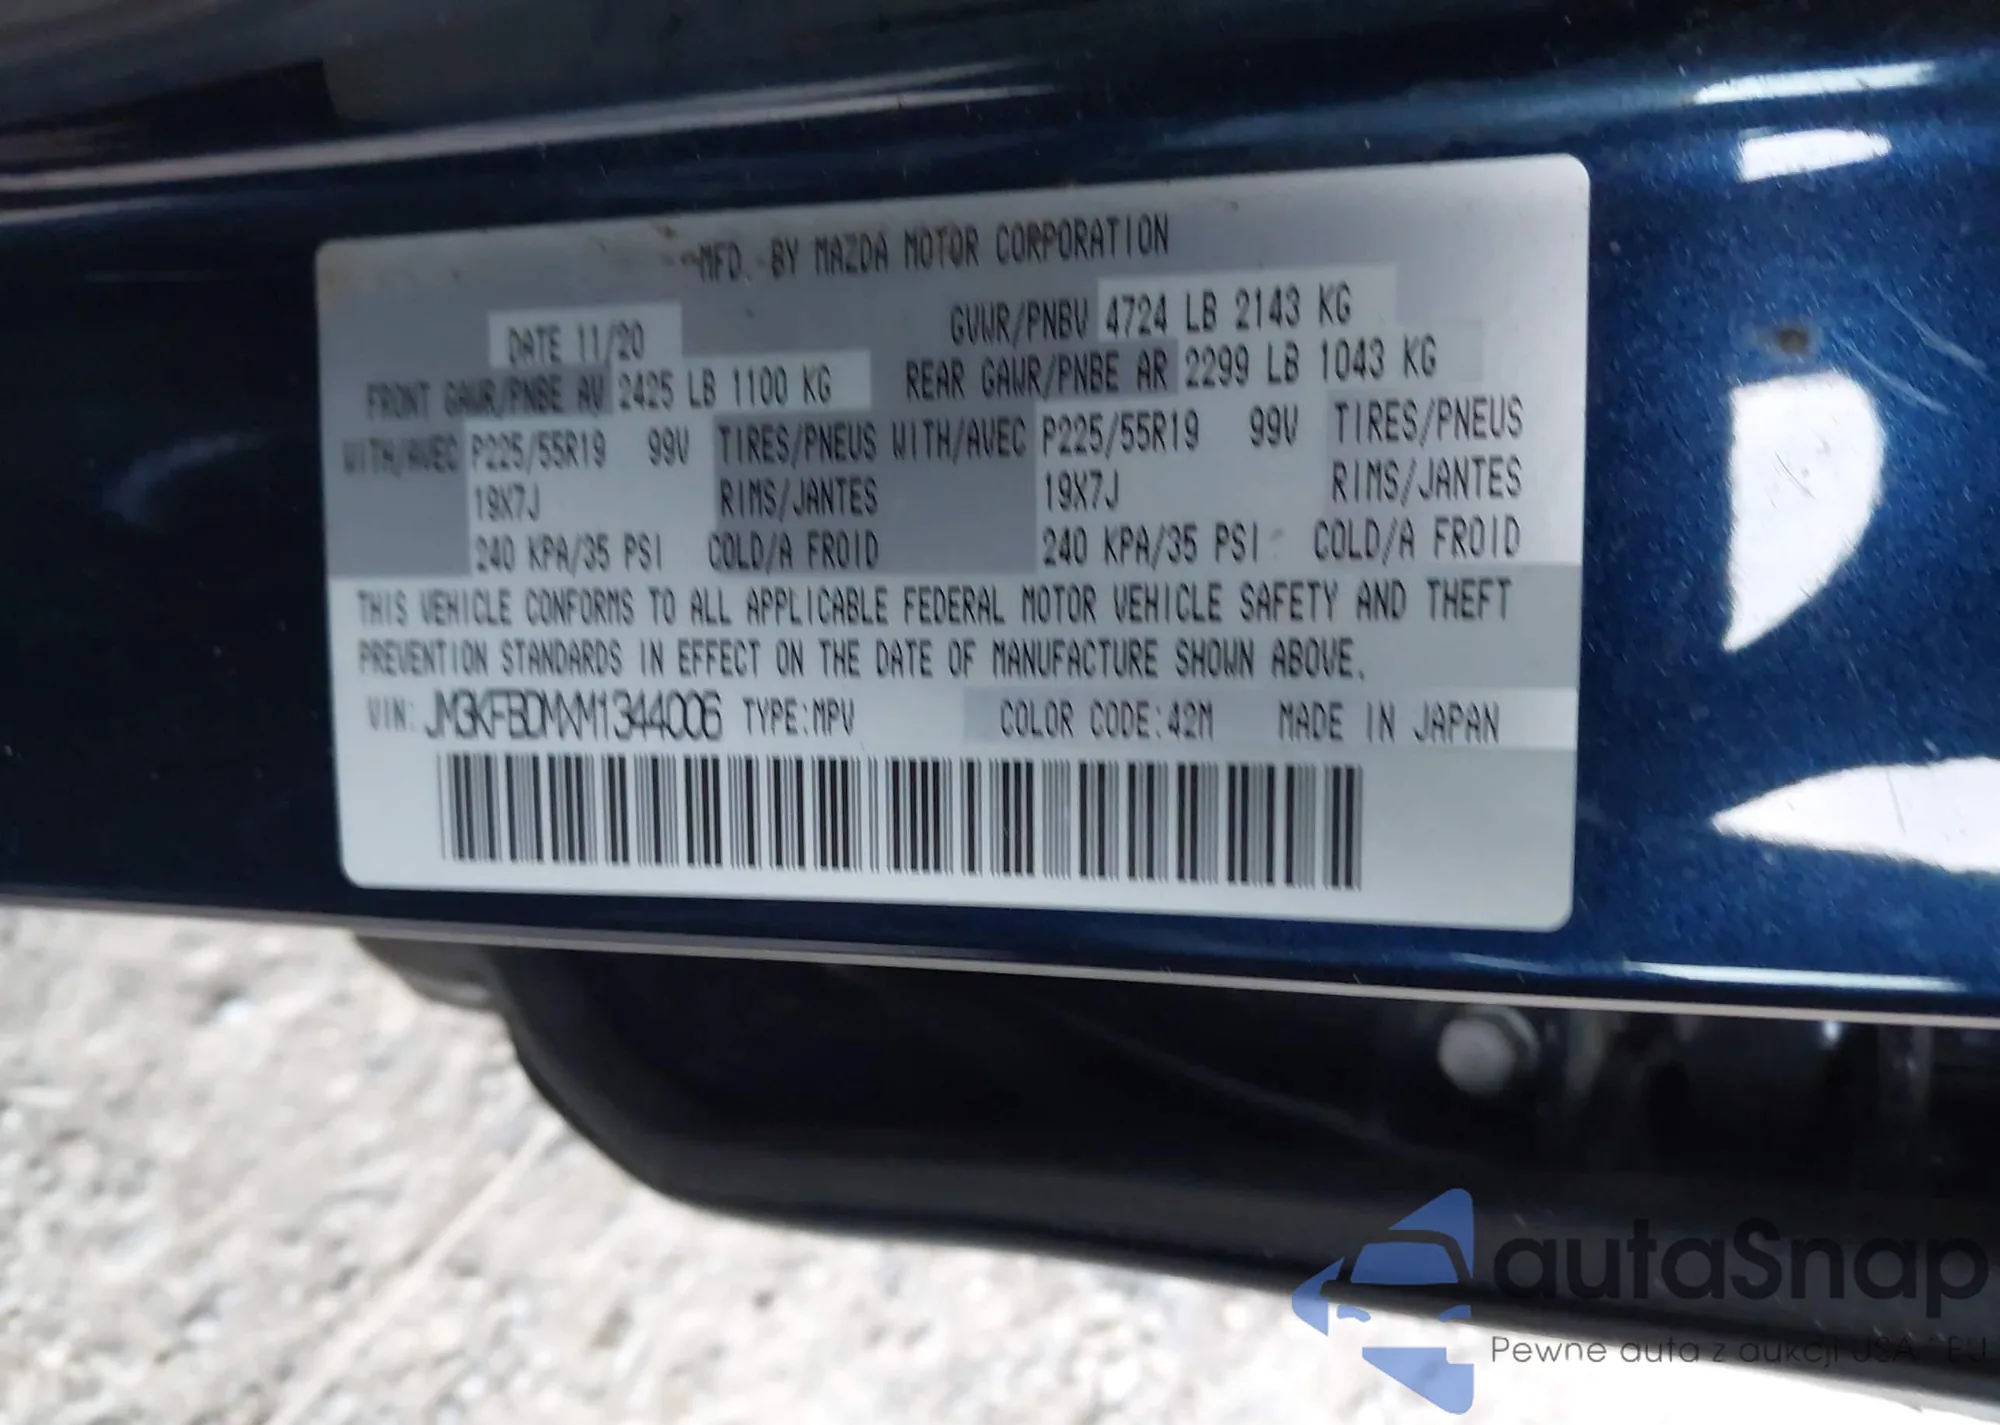 MFD. BY MAZDA MOTOR CORPORATION
DATE 11/20 GVWR/PNBV 4724 LB 2143 KG
FRONT GAWR/PNBE AV 2425 LB 1100 KG REAR GAWR/PNBE AR 2299 LB 1043 KG
WITH/AVEC P225/55R19 99V TIRES/PNEUS WITH/AVEC P225/55R19 99V TIRES/PNEUS
19X7J RIMS/JANTES 19X7J RIMS/JANTES
240 KPA/35 PSI COLD/A FROID 240 KPA/35 PSI COLD/A FROID
THIS VEHICLE CONFORMS TO ALL APPLICABLE FEDERAL MOTOR VEHICLE SAFETY AND THEFT
PREVENTION STANDARDS IN EFFECT ON THE DATE OF MANUFACTURE SHOWN ABOVE.
VIN: JM3KFBDMXM1344006 TYPE:MPV COLOR CODE:42M MADE IN JAPAN
autaSnap
Pewne auta z aukcji USA EU